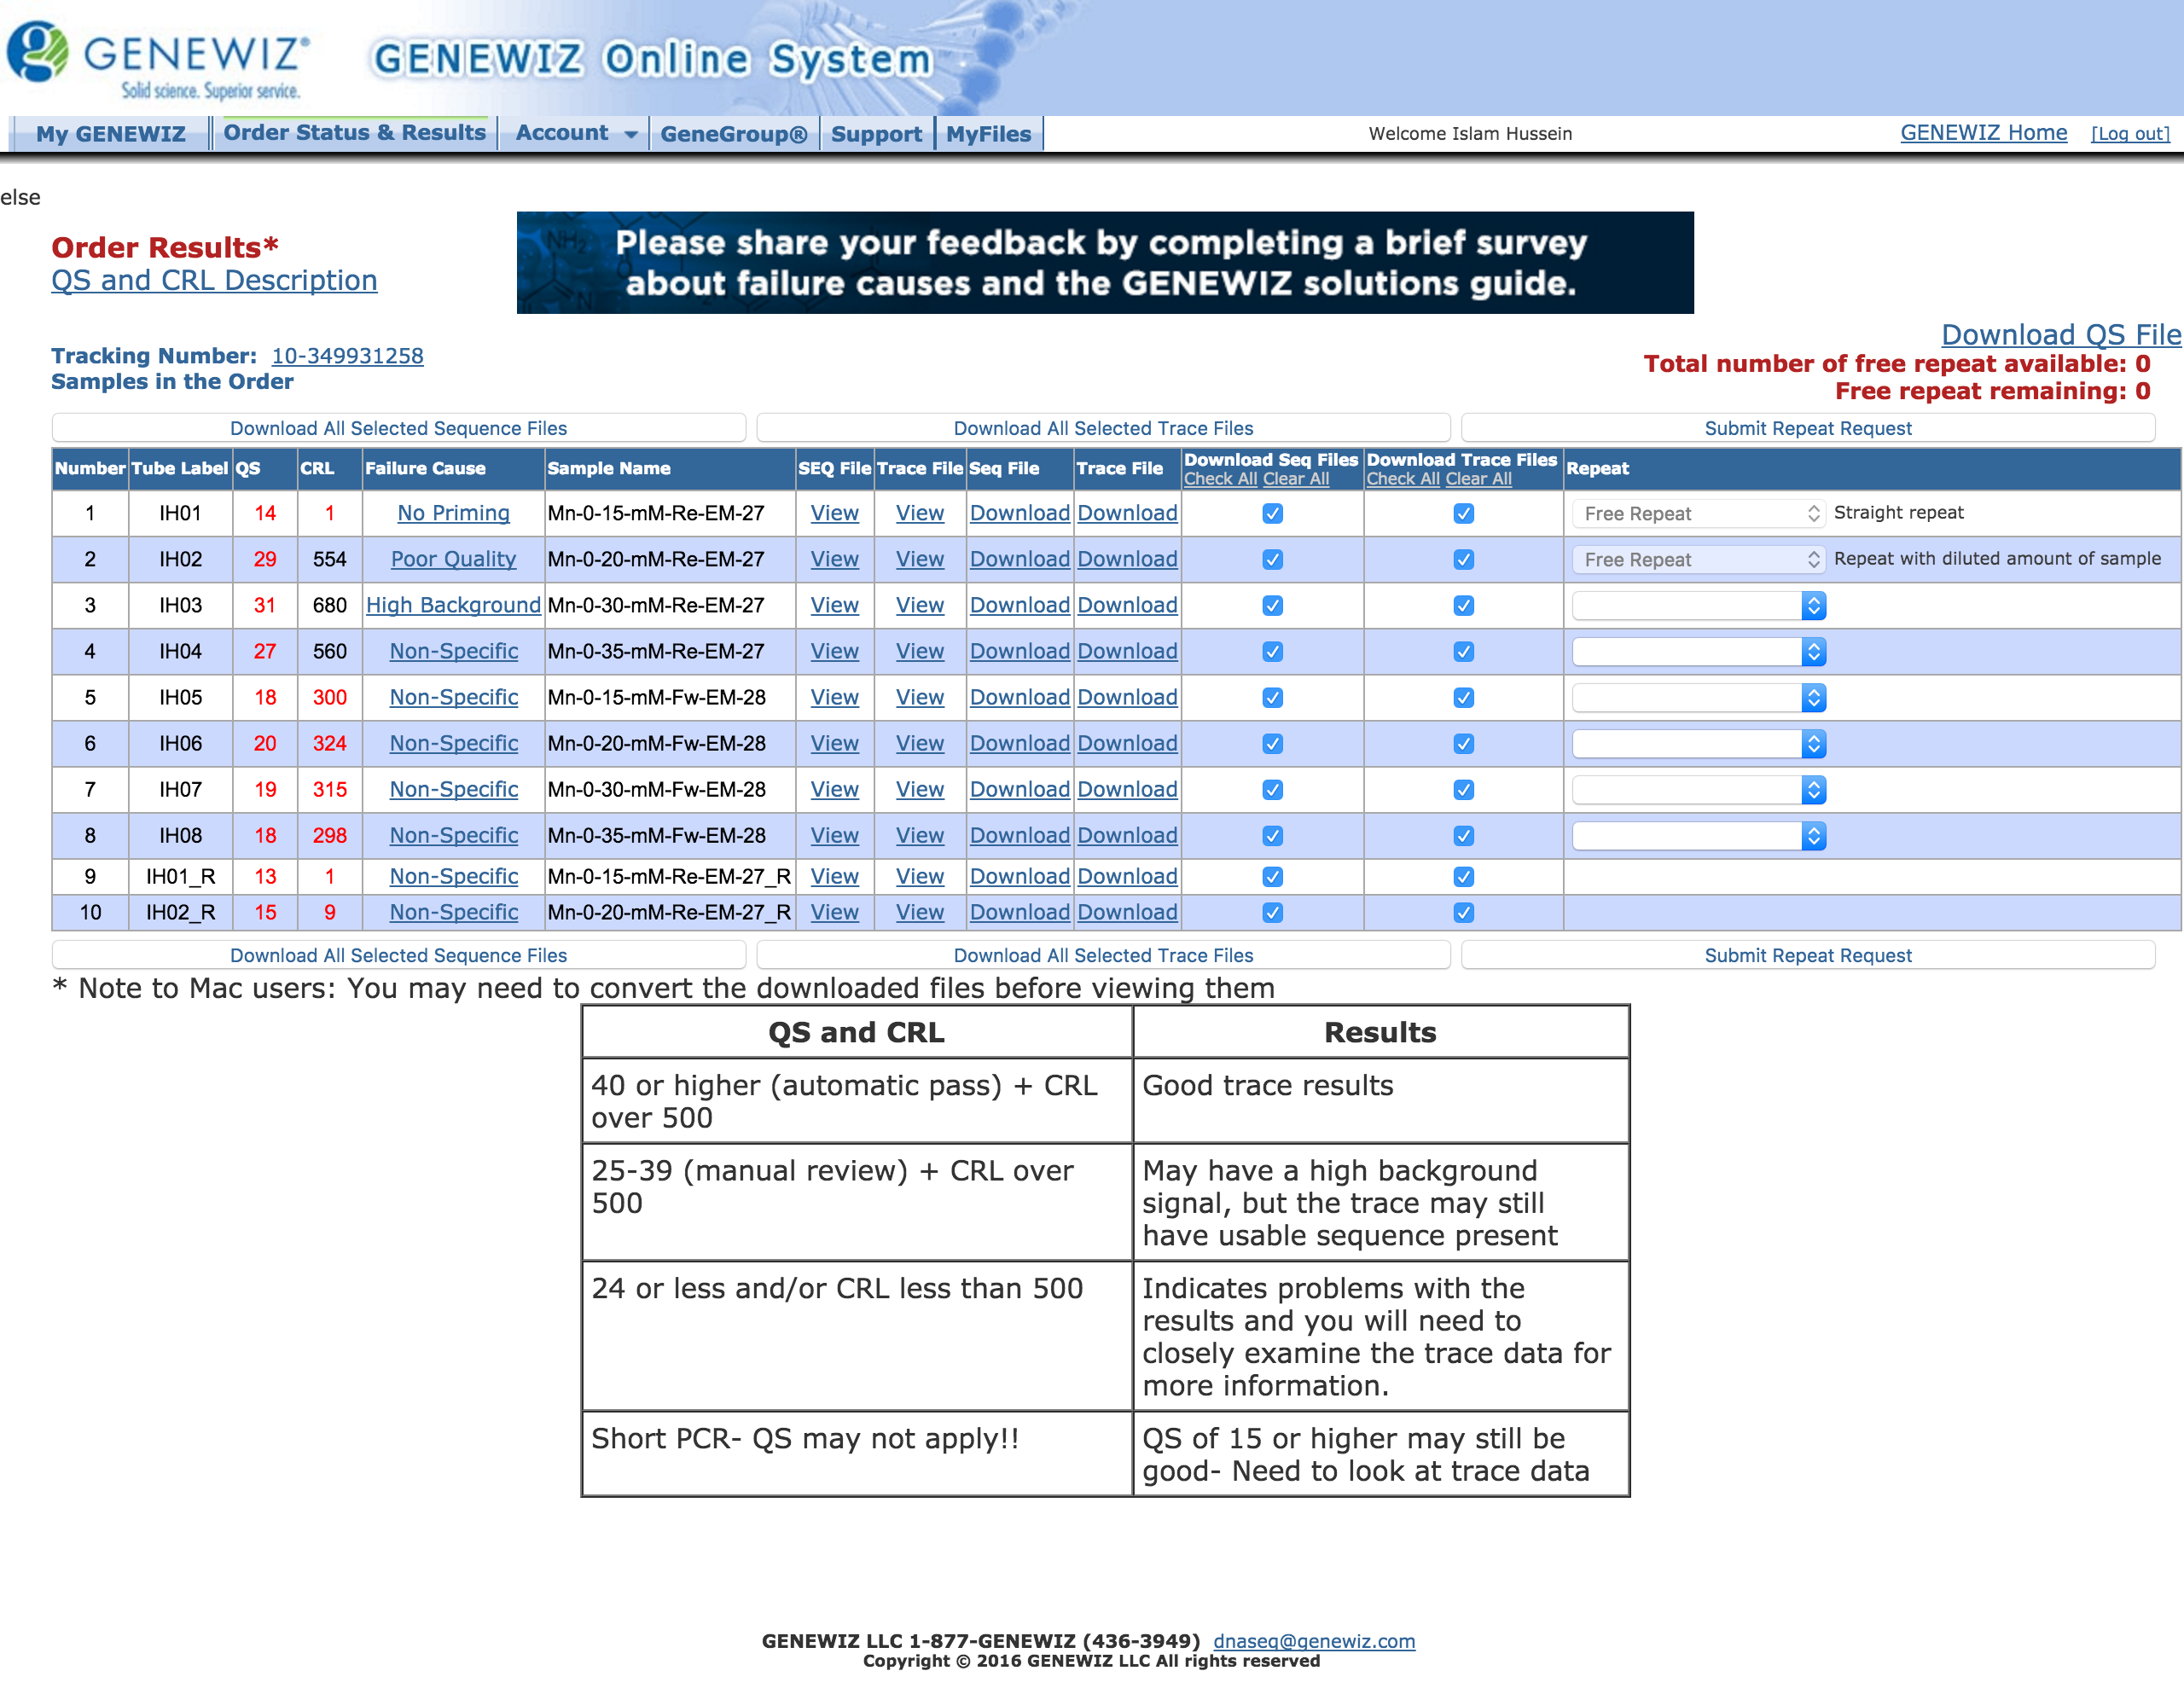 GENEWIZ®
Solid science. Superior service.
GENEWIZ Online System
My GENEWIZ Order Status & Results Account GeneGroup® Support MyFiles Welcome Islam Hussein GENEWIZ Home [Log out]
else
Order Results*
QS and CRL Description
Please share your feedback by completing a brief survey
about failure causes and the GENEWIZ solutions guide.
Download QS File
Tracking Number: 10-349931258
Samples in the Order
Total number of free repeat available: 0
Free repeat remaining: 0
Download All Selected Sequence Files Download All Selected Trace Files Submit Repeat Request
Number Tube Label QS CRL Failure Cause Sample Name SEQ File Trace File Seq File Trace File Download Seq Files Check All Clear All Download Trace Files Check All Clear All Repeat
1 IH01 14 1 No Priming Mn-0-15-mM-Re-EM-27 View View Download Download Free Repeat Straight repeat
2 IH02 29 554 Poor Quality Mn-0-20-mM-Re-EM-27 View View Download Download Free Repeat Repeat with diluted amount of sample
3 IH03 31 680 High Background Mn-0-30-mM-Re-EM-27 View View Download Download
4 IH04 27 560 Non-Specific Mn-0-35-mM-Re-EM-27 View View Download Download
5 IH05 18 300 Non-Specific Mn-0-15-mM-Fw-EM-28 View View Download Download
6 IH06 20 324 Non-Specific Mn-0-20-mM-Fw-EM-28 View View Download Download
7 IH07 19 315 Non-Specific Mn-0-30-mM-Fw-EM-28 View View Download Download
8 IH08 18 298 Non-Specific Mn-0-35-mM-Fw-EM-28 View View Download Download
9 IH01_R 13 1 Non-Specific Mn-0-15-mM-Re-EM-27_R View View Download Download
10 IH02_R 15 9 Non-Specific Mn-0-20-mM-Re-EM-27_R View View Download Download
Download All Selected Sequence Files Download All Selected Trace Files Submit Repeat Request
* Note to Mac users: You may need to convert the downloaded files before viewing them
QS and CRL Results
40 or higher (automatic pass) + CRL
over 500
Good trace results
25-39 (manual review) + CRL over
500
May have a high background
signal, but the trace may still
have usable sequence present
24 or less and/or CRL less than 500
Indicates problems with the
results and you will need to
closely examine the trace data for
more information.
Short PCR- QS may not apply!!
QS of 15 or higher may still be
good- Need to look at trace data
GENEWIZ LLC 1-877-GENEWIZ (436-3949) dnaseq@genewiz.com
Copyright © 2016 GENEWIZ LLC All rights reserved